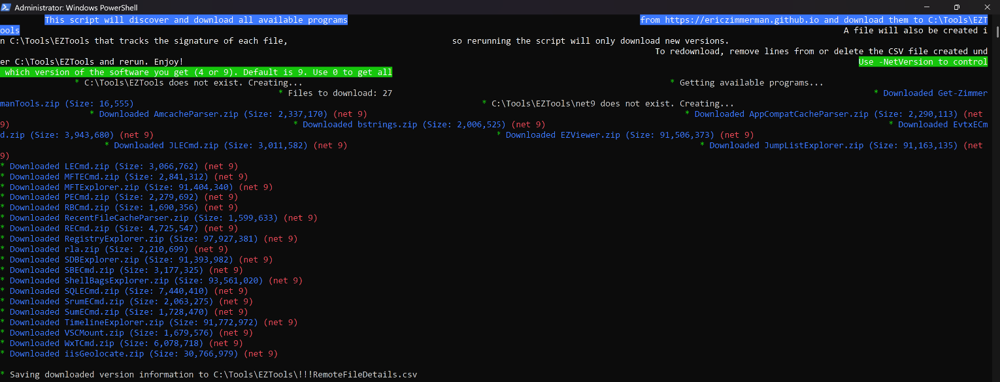 Administrator: Windows PowerShell
This script will discover and download all available programs from https://ericzimmerman.github.io and download them to C:\Tools\EZT
ools A file will also be created i
n C:\Tools\EZTools that tracks the signature of each file, so rerunning the script will only download new versions.
To redownload, remove lines from or delete the CSV file created und
er C:\Tools\EZTools and rerun. Enjoy! Use -NetVersion to control
which version of the software you get (4 or 9). Default is 9. Use 0 to get all
* C:\Tools\EZTools does not exist. Creating... * Getting available programs...
* Files to download: 27 * Downloaded Get-Zimmer
manTools.zip (Size: 16,555) * C:\Tools\EZTools\net9 does not exist. Creating...
* Downloaded AmcacheParser.zip (Size: 2,337,170) (net 9) * Downloaded AppCompatCacheParser.zip (Size: 2,290,113) (net
9) * Downloaded bstrings.zip (Size: 2,006,525) (net 9) * Downloaded EvtxECm
d.zip (Size: 3,943,680) (net 9) * Downloaded EZViewer.zip (Size: 91,506,373) (net 9)
* Downloaded JLECmd.zip (Size: 3,011,582) (net 9) * Downloaded JumpListExplorer.zip (Size: 91,163,135) (net
9)
* Downloaded LECmd.zip (Size: 3,066,762) (net 9)
* Downloaded MFTECmd.zip (Size: 2,841,312) (net 9)
* Downloaded MFTExplorer.zip (Size: 91,404,340) (net 9)
* Downloaded PECmd.zip (Size: 2,279,692) (net 9)
* Downloaded RBCmd.zip (Size: 1,690,356) (net 9)
* Downloaded RecentFileCacheParser.zip (Size: 1,599,633) (net 9)
* Downloaded RECmd.zip (Size: 4,725,547) (net 9)
* Downloaded RegistryExplorer.zip (Size: 97,927,381) (net 9)
* Downloaded rla.zip (Size: 2,210,699) (net 9)
* Downloaded SDBExplorer.zip (Size: 91,393,982) (net 9)
* Downloaded SBECmd.zip (Size: 3,177,325) (net 9)
* Downloaded ShellBagsExplorer.zip (Size: 93,561,020) (net 9)
* Downloaded SQLECmd.zip (Size: 7,440,410) (net 9)
* Downloaded SrumECmd.zip (Size: 2,063,275) (net 9)
* Downloaded SumECmd.zip (Size: 1,728,470) (net 9)
* Downloaded TimelineExplorer.zip (Size: 91,772,972) (net 9)
* Downloaded VSCMount.zip (Size: 1,679,576) (net 9)
* Downloaded WxTCmd.zip (Size: 6,078,718) (net 9)
* Downloaded iisGeolocate.zip (Size: 30,766,979) (net 9)
* Saving downloaded version information to C:\Tools\EZTools\!!!RemoteFileDetails.csv